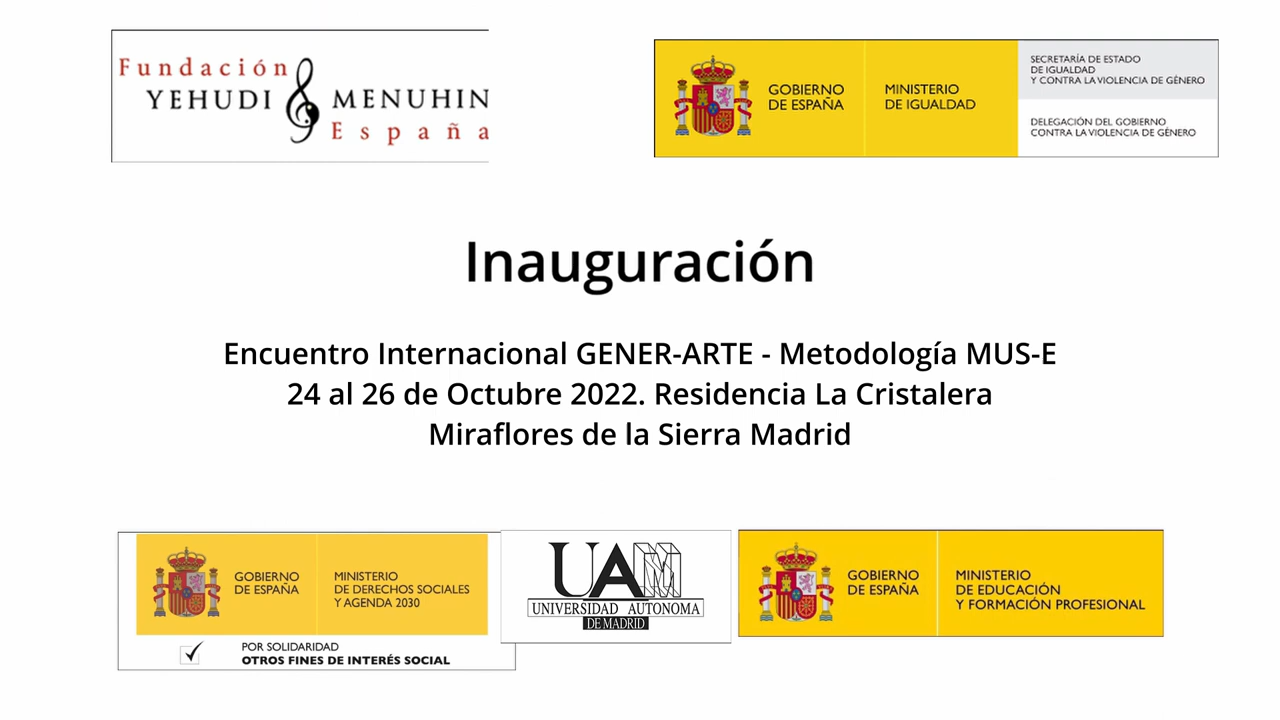 Fundación
YEHUDI MENUHIN
España
GOBIERNO
DE ESPAÑA
MINISTERIO
DE IGUALDAD
SECRETARÍA DE ESTADO
DE IGUALDAD
Y CONTRA LA VIOLENCIA DE GÉNERO
DELEGACIÓN DEL GOBIERNO
CONTRA LA VIOLENCIA DE GÉNERO
Inauguración
Encuentro Internacional GENER-ARTE - Metodología MUS-E
24 al 26 de Octubre 2022. Residencia La Cristalera
Miraflores de la Sierra Madrid
GOBIERNO
DE ESPAÑA
MINISTERIO
DE DERECHOS SOCIALES
Y AGENDA 2030
POR SOLIDARIDAD
OTROS FINES DE INTERÉS SOCIAL
UAM
UNIVERSIDAD AUTONOMA
DE MADRID
GOBIERNO
DE ESPAÑA
MINISTERIO
DE EDUCACIÓN
Y FORMACIÓN PROFESIONAL